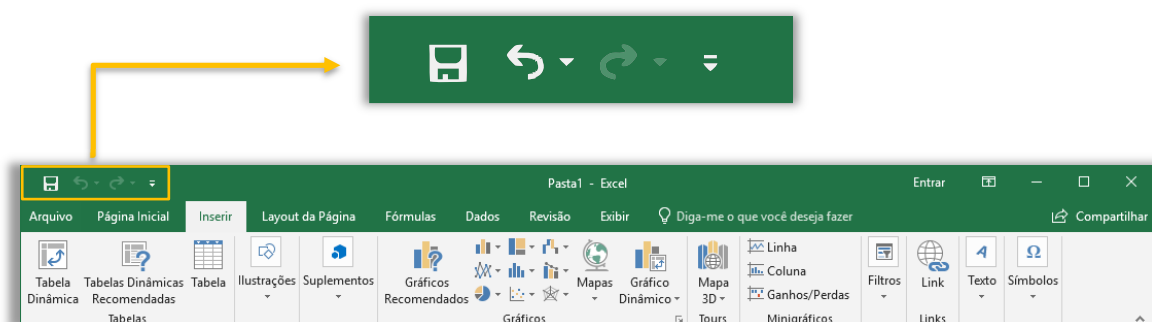 Pasta1 - Excel
Entrar
Arquivo Página Inicial Inserir Layout da Página Fórmulas Dados Revisão Exibir Diga-me o que você deseja fazer Compartilhar
Tabela Dinâmica
Tabelas Dinâmicas Recomendadas
Tabela
Ilustrações
Suplementos
Gráficos Recomendados
Mapas
Gráfico Dinâmico
Mapa 3D
Linha
Coluna
Ganhos/Perdas
Filtros
Link
Texto
Símbolos
Tabelas
Gráficos
Tours
Minigráficos
Links